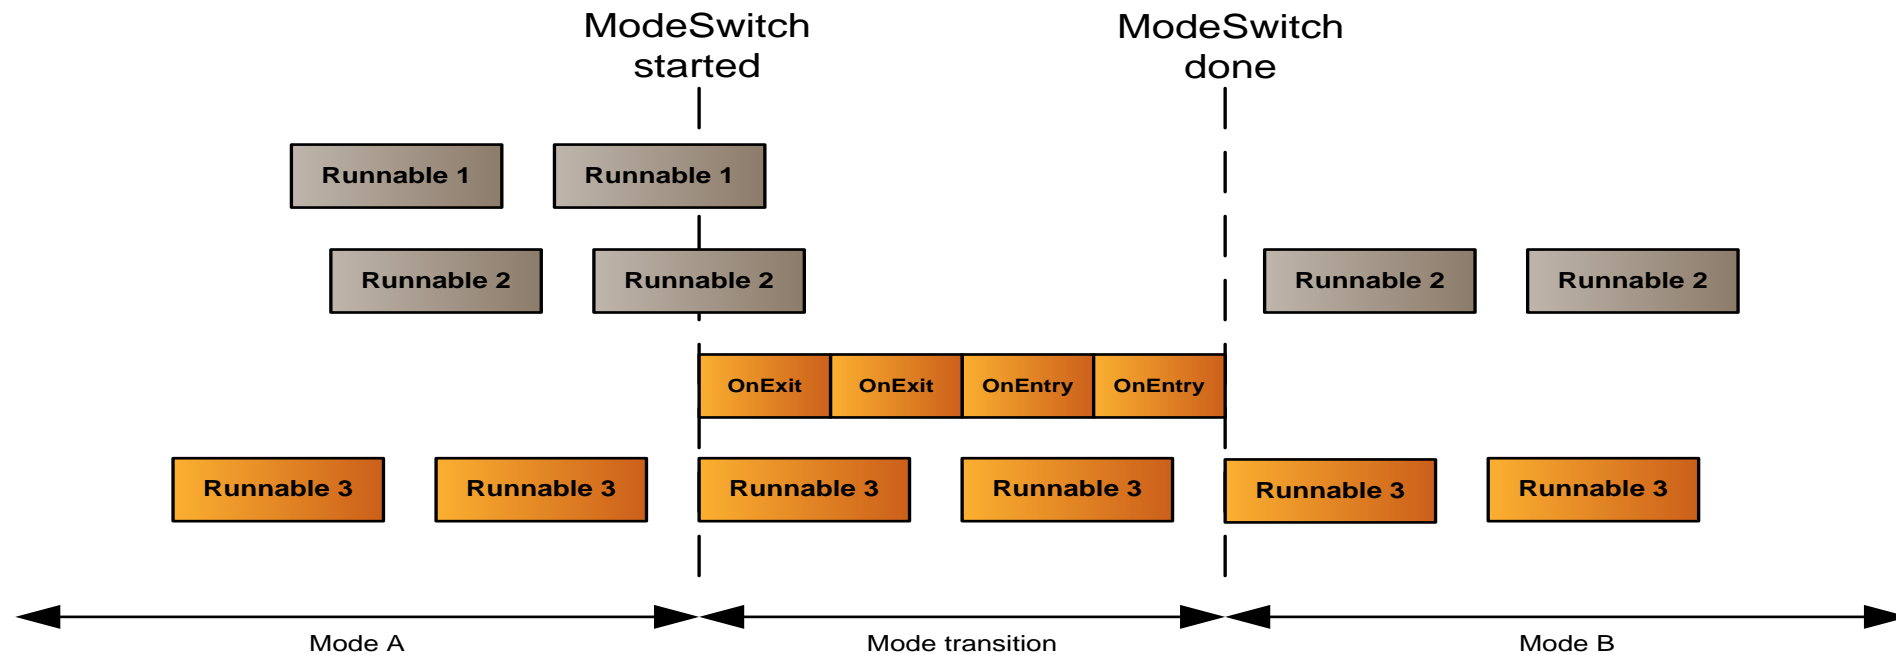 ModeSwitch
started
ModeSwitch
done
Runnable 1
Runnable 1
Runnable 2
Runnable 2
Runnable 2
Runnable 2
OnExit
OnExit
OnEntry
OnEntry
Runnable 3
Runnable 3
Runnable 3
Runnable 3
Runnable 3
Runnable 3
Mode A
Mode transition
Mode B